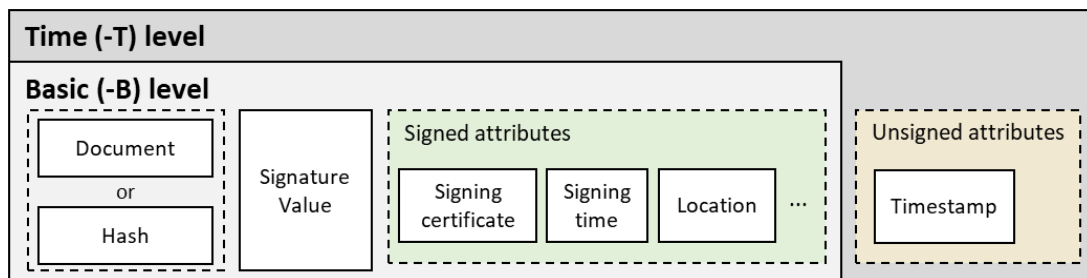 Time (-T) level
Basic (-B) level
Document
or
Hash
Signature
Value
Signed attributes
Signing
certificate
Signing
time
Location
...
Unsigned attributes
Timestamp